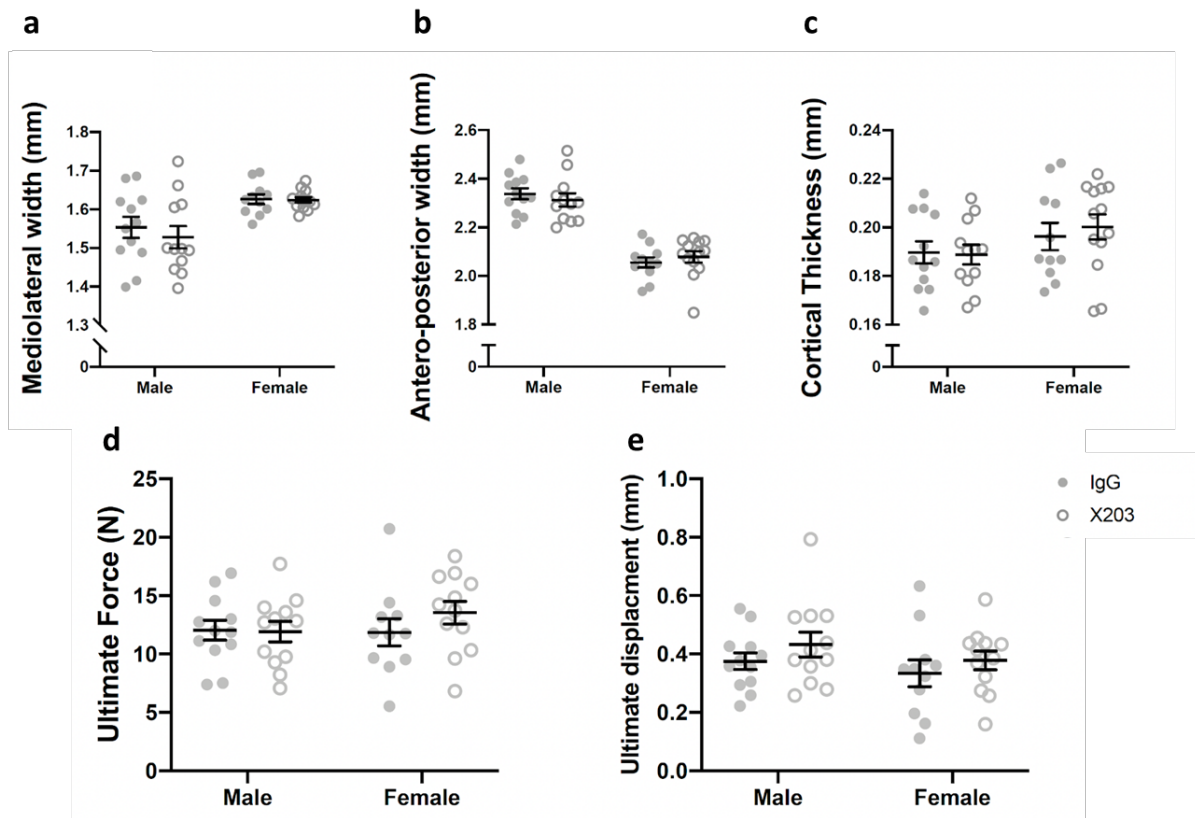 a
b
c
Mediolateral width (mm)
1.8
1.7
1.6
1.5
1.4
1.3
0
Male
Female
Antero-posterior width (mm)
2.6
2.4
2.2
2.0
1.8
0
Male
Female
Cortical Thickness (mm)
0.24
0.22
0.20
0.18
0.16
0
Male
Female
d
e
Ultimate Force (N)
25
20
15
10
5
0
Male
Female
Ultimate displacment (mm)
1.0
0.8
0.6
0.4
0.2
0.0
Male
Female
IgG
X203